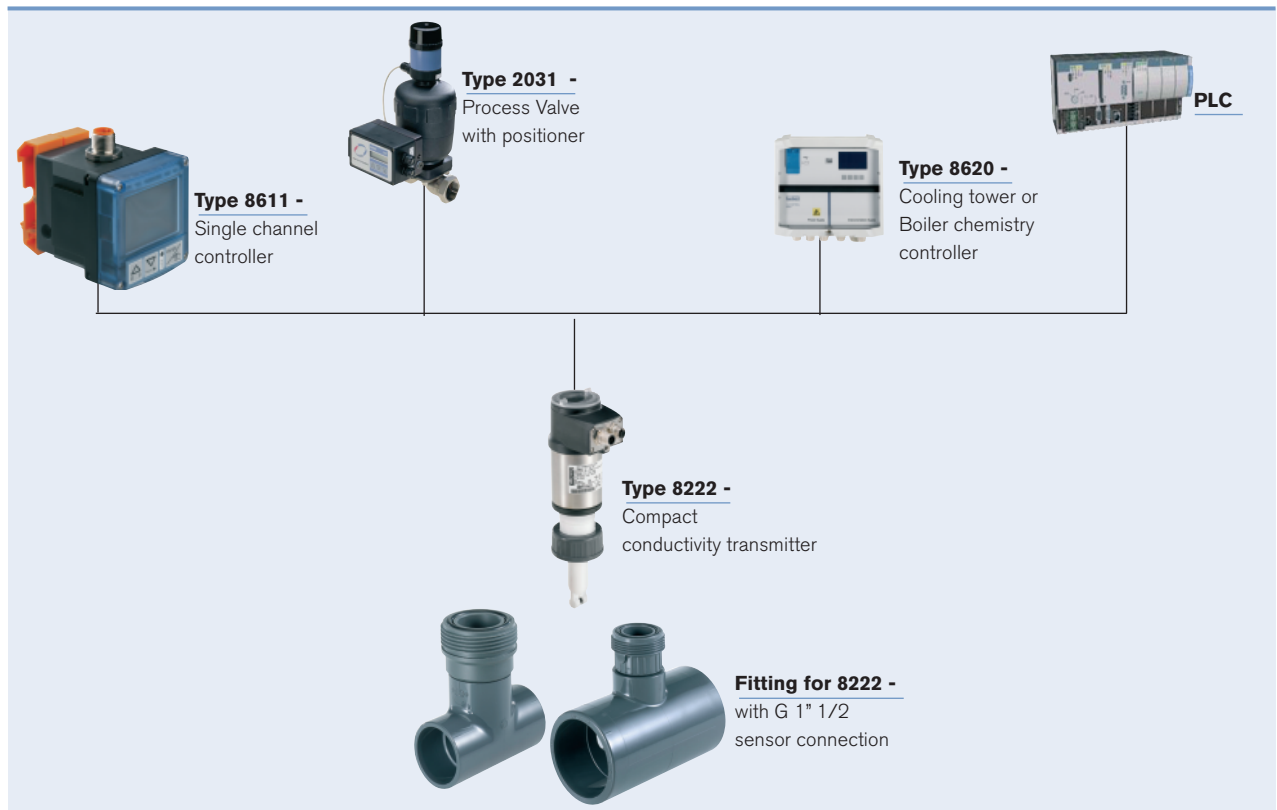 Type 2031 -
Process Valve
with positioner
PLC
Type 8611 -
Single channel
controller
Type 8620 -
Cooling tower or
Boiler chemistry
controller
Type 8222 -
Compact
conductivity transmitter
Fitting for 8222 -
with G 1” 1/2
sensor connection